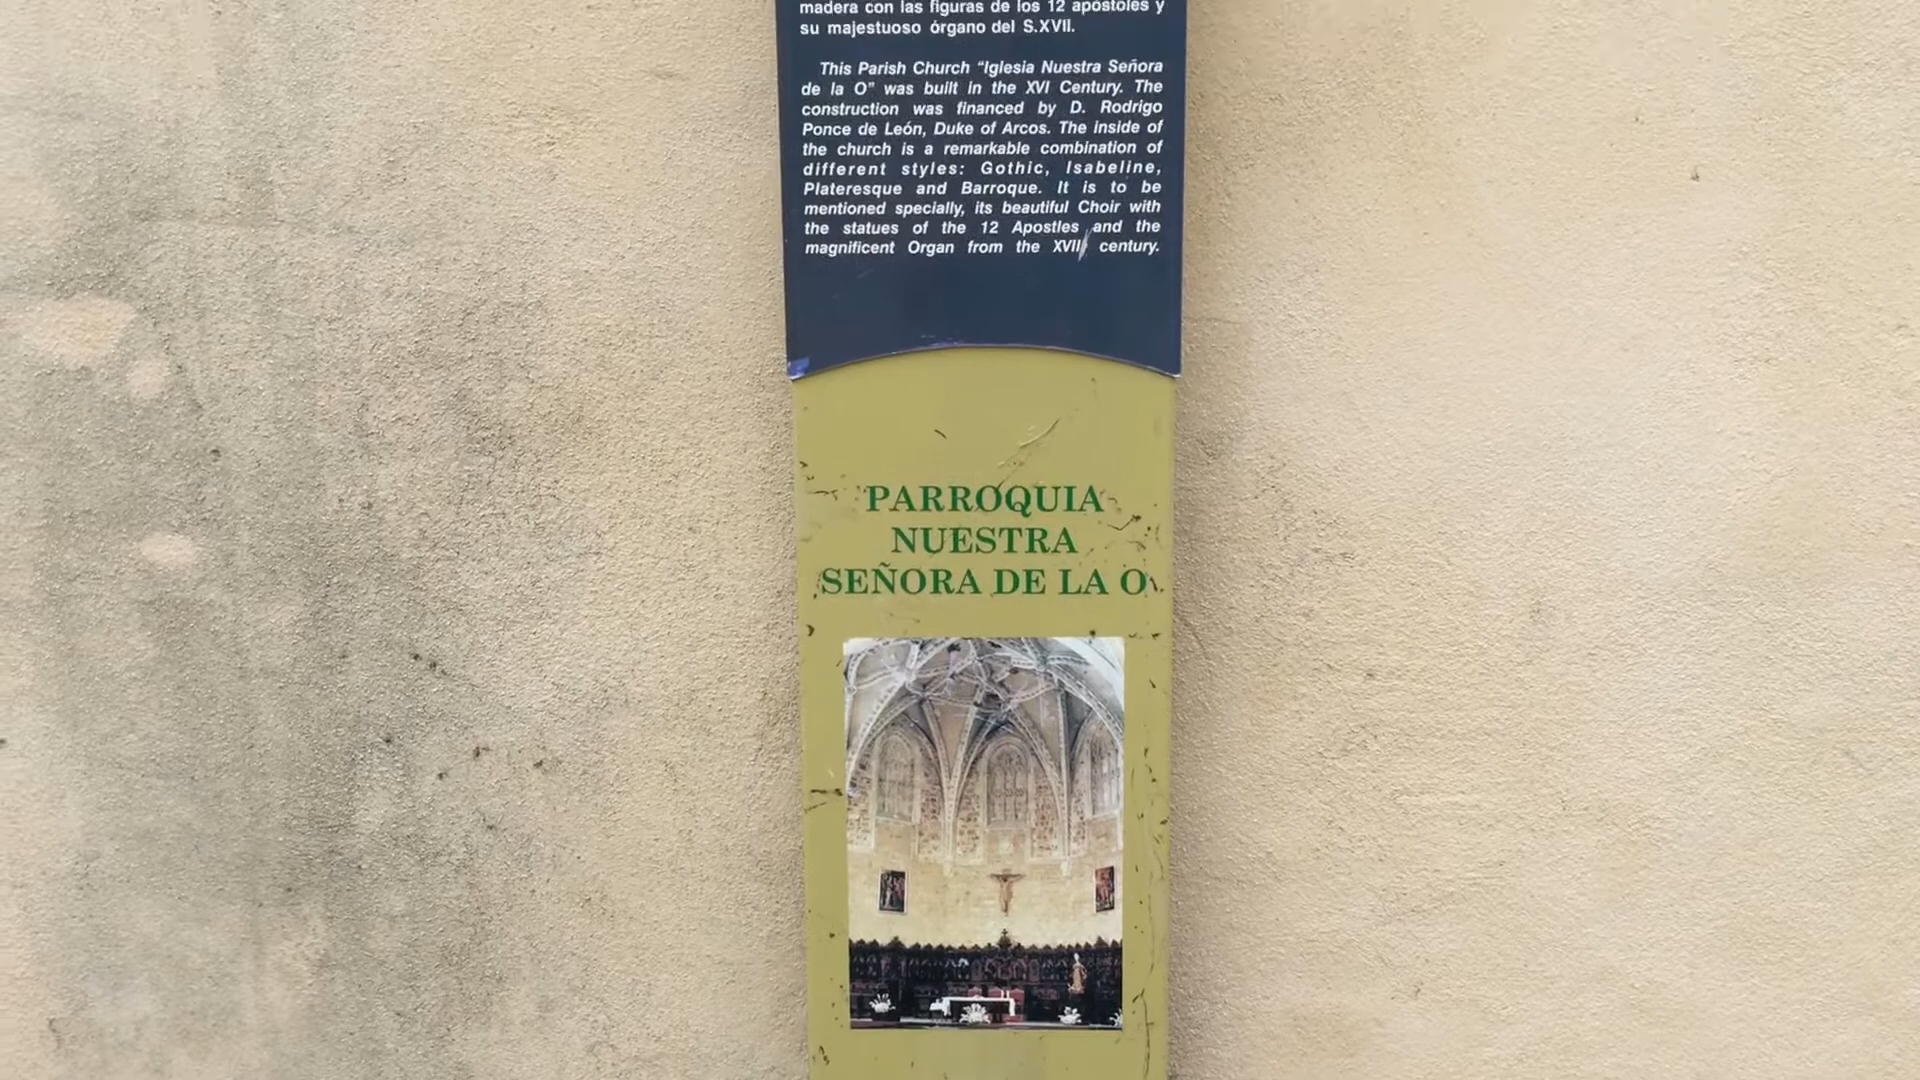 madera con las figuras de los 12 apóstoles y
su majestuoso órgano del S.XVII.
This Parish Church “Iglesia Nuestra Señora
de la O” was built in the XVI Century. The
construction was financed by D. Rodrigo
Ponce de León, Duke of Arcos. The inside of
the church is a remarkable combination of
different styles: Gothic, Isabeline,
Plateresque and Barroque. It is to be
mentioned specially, its beautiful Choir with
the statues of the 12 Apostles and the
magnificent Organ from the XVII century.
PARROQUIA
NUESTRA
SEÑORA DE LA O